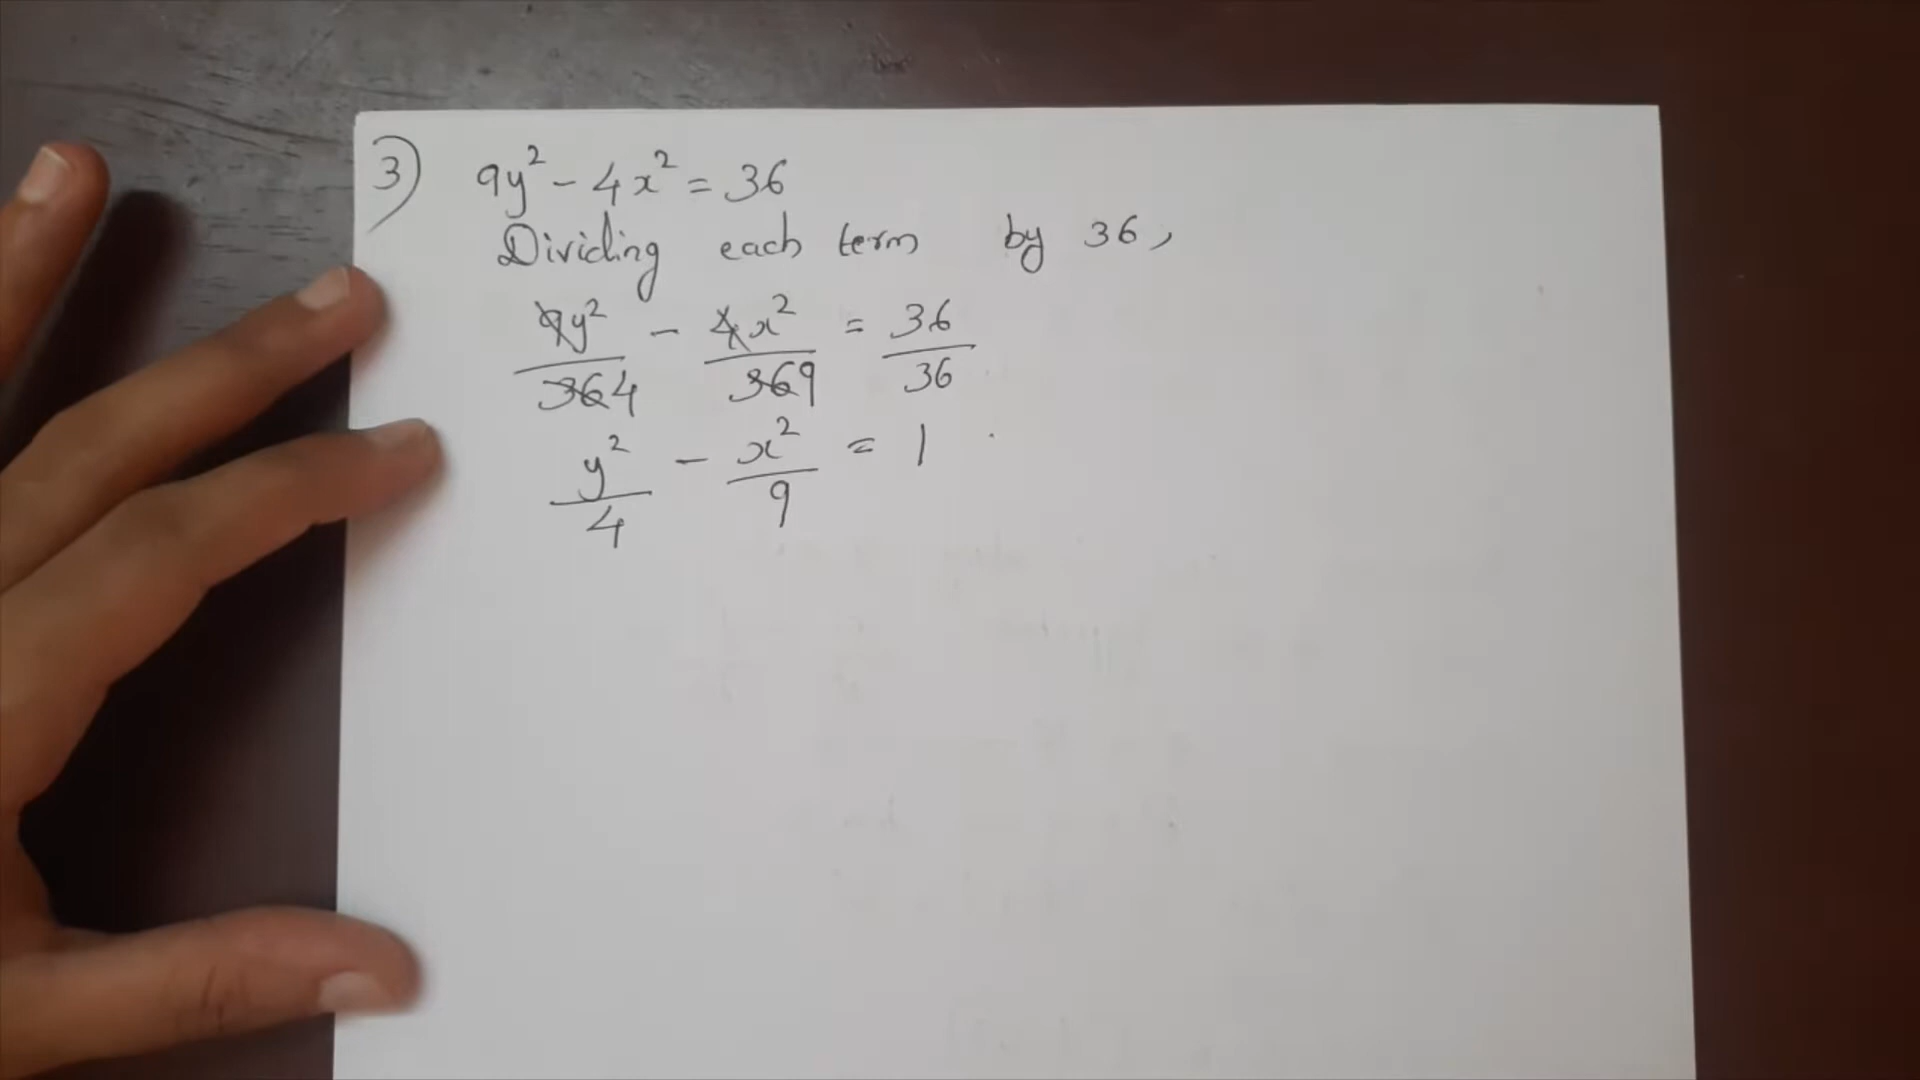 3) 9y² - 4x² = 36
Dividing each term by 36,
9y²/36 4 - 4x²/36 9 = 36/36
y²/4 - x²/9 = 1